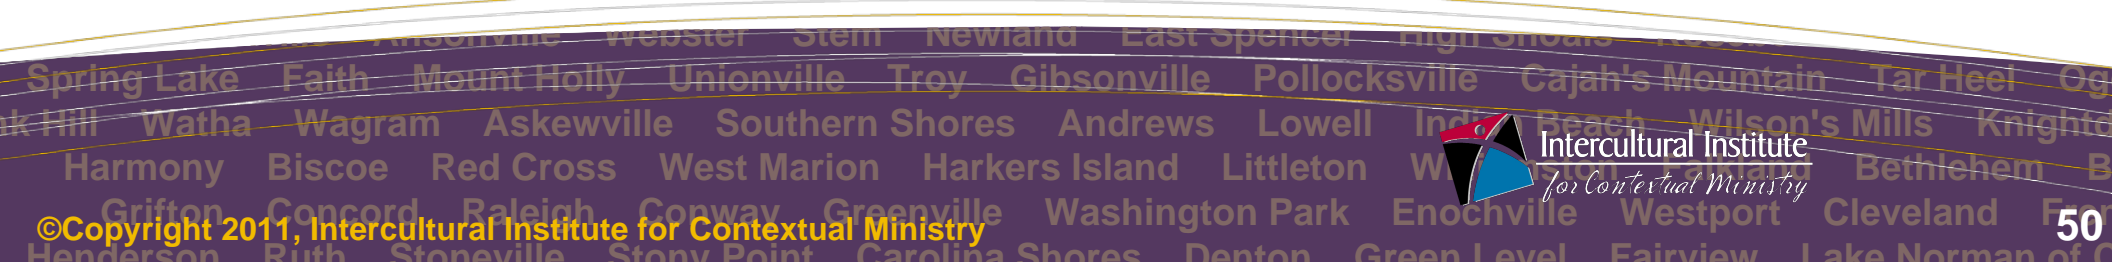 Ansonville Webster Stem Newland East Spencer High Shoals
Spring Lake Faith Mount Holly Unionville Troy Gibsonville Pollocksville Cajah's Mountain Tar Heel
Hill Watha Wagram Askewville Southern Shores Andrews Lowell Beach Wilson's Mills
Intercultural Institute
Harmony Biscoe Red Cross West Marion Harkers Island Littleton Falkland Bethlehem
for Contextual Ministry
Grifton Concord Raleigh Conway Greenville Washington Park Enochville Westport Cleveland
©Copyright 2011, Intercultural Institute for Contextual Ministry
50
Henderson Ruth Stoneville Stony Point Carolina Shores Denton Green Level Fairview Lake Norman of